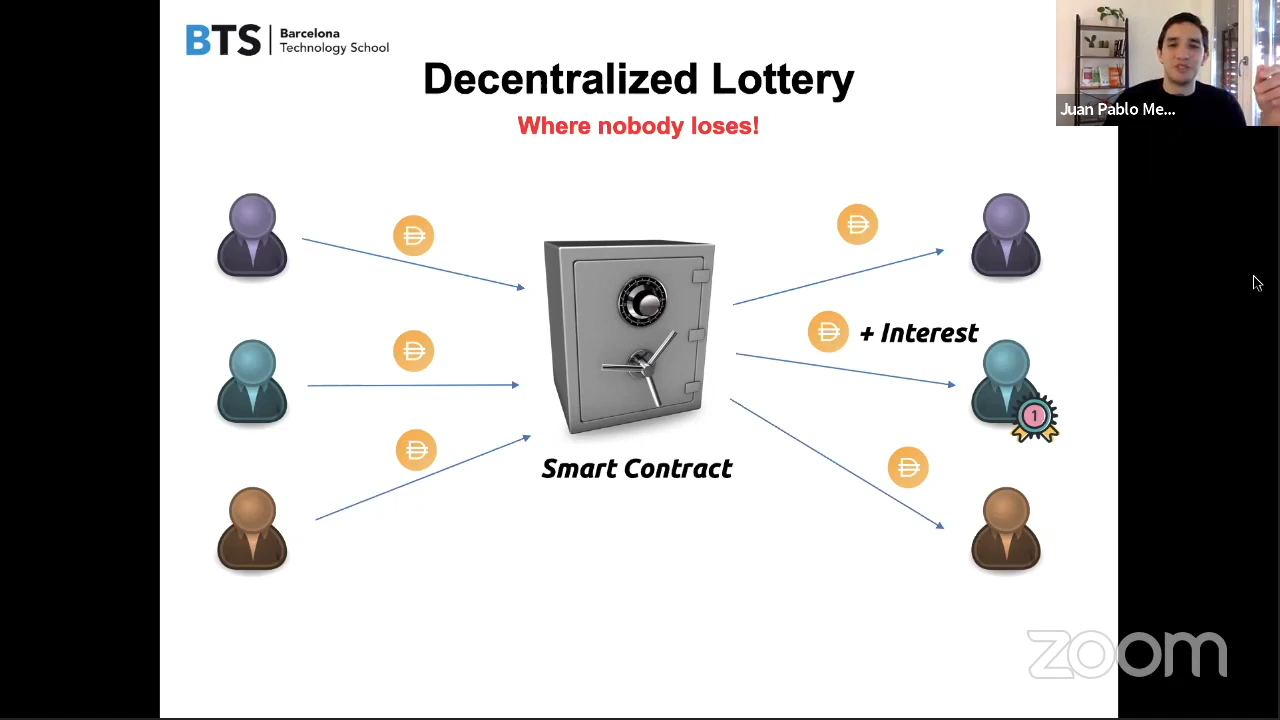 BTS
Barcelona
Technology School
Decentralized Lottery
Where nobody loses!
Juan Pablo Me...
+ Interest
1
Smart Contract
zoom